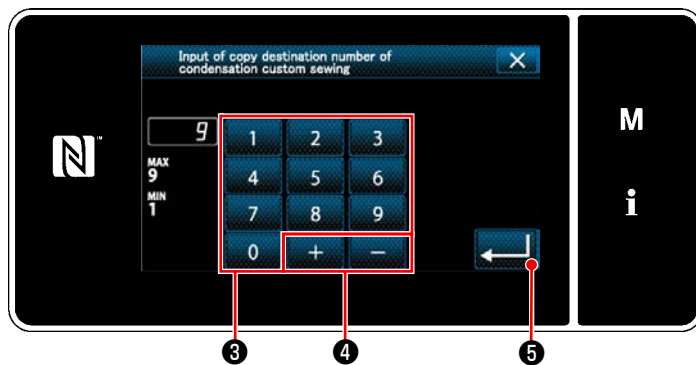 Input of copy destination number of
condensation custom sewing
9
MAX
9
MIN
1
1 2 3
4 5 6
7 8 9
0 + −
M
i
N
❸ ❹ ❺